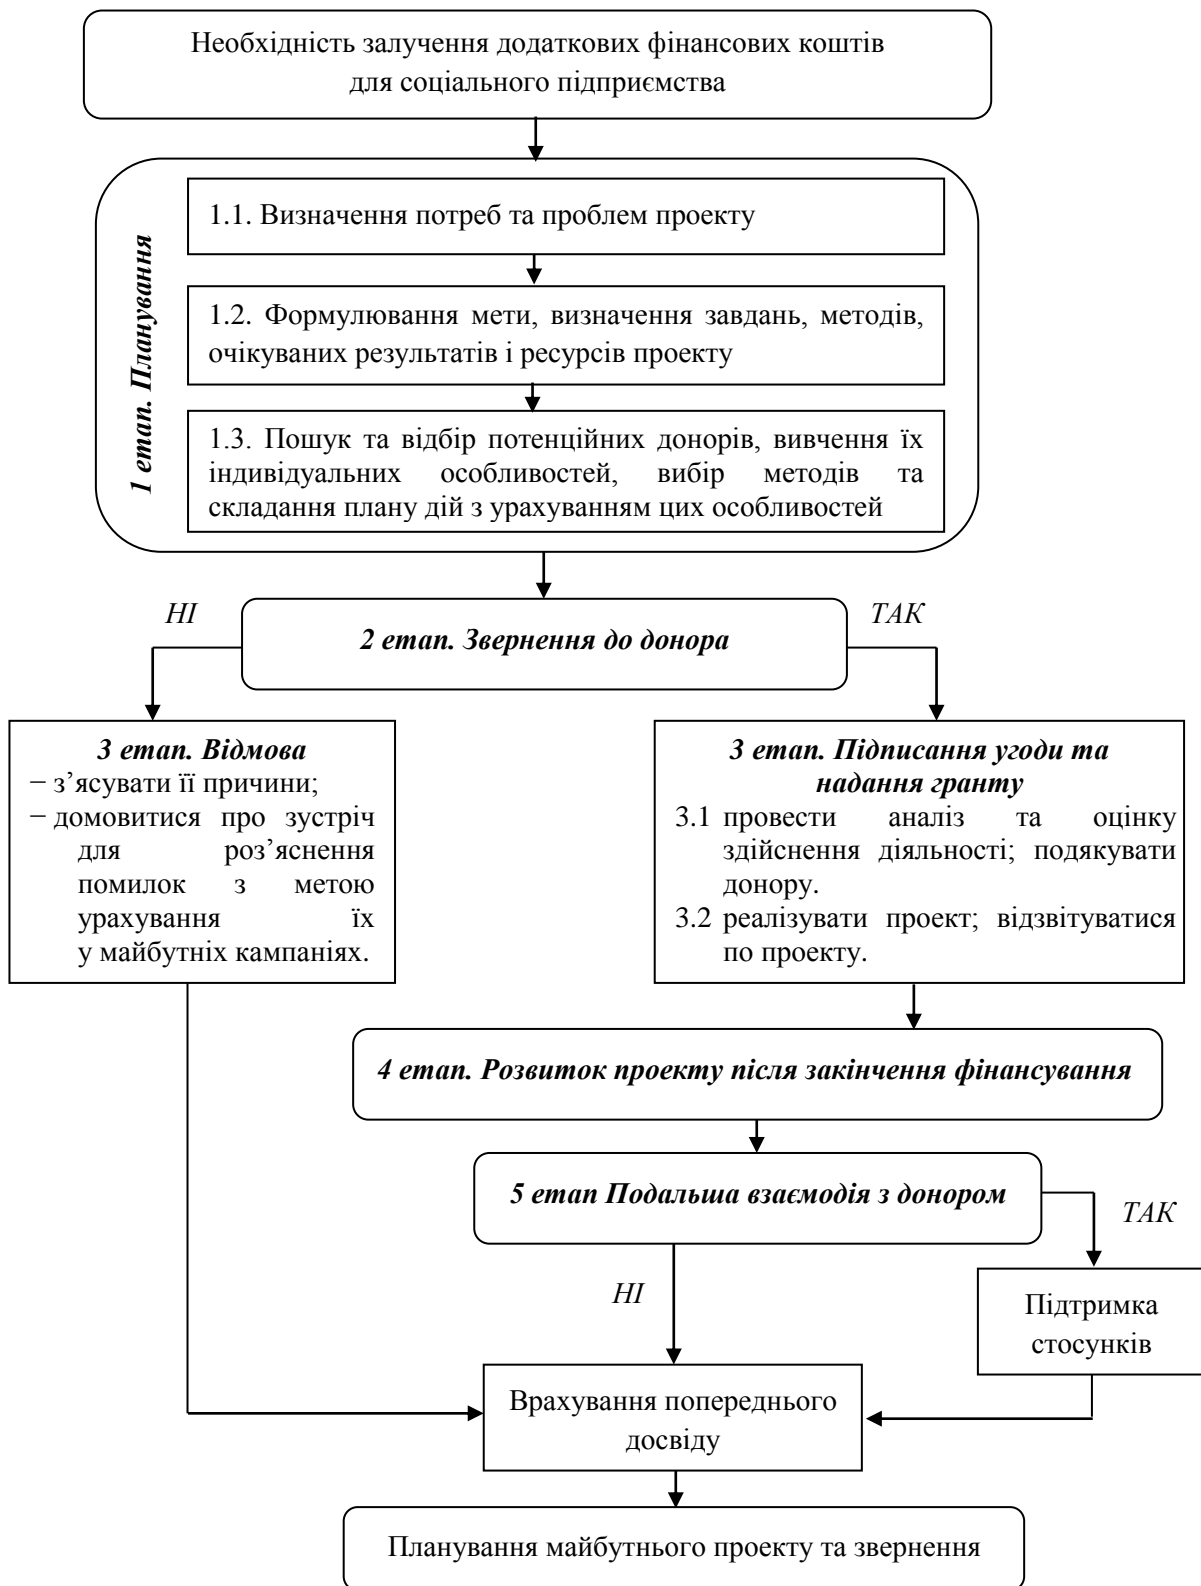 Необхідність залучення додаткових фінансових коштів
для соціального підприємства
1 етап. Планування
1.1. Визначення потреб та проблем проекту
1.2. Формулювання мети, визначення завдань, методів,
очікуваних результатів і ресурсів проекту
1.3. Пошук та відбір потенційних донорів, вивчення їх
індивідуальних особливостей, вибір методів та
складання плану дій з урахуванням цих особливостей
НІ
2 етап. Звернення до донора
ТАК
3 етап. Відмова
− з’ясувати її причини;
− домовитися про зустріч
для роз’яснення
помилок з метою
урахування їх
у майбутніх кампаніях.
3 етап. Підписання угоди та
надання гранту
3.1 провести аналіз та оцінку
здійснення діяльності; подякувати
донору.
3.2 реалізувати проект; відзвітуватися
по проекту.
4 етап. Розвиток проекту після закінчення фінансування
5 етап Подальша взаємодія з донором
ТАК
НІ
Підтримка
стосунків
Врахування попереднього
досвіду
Планування майбутнього проекту та звернення